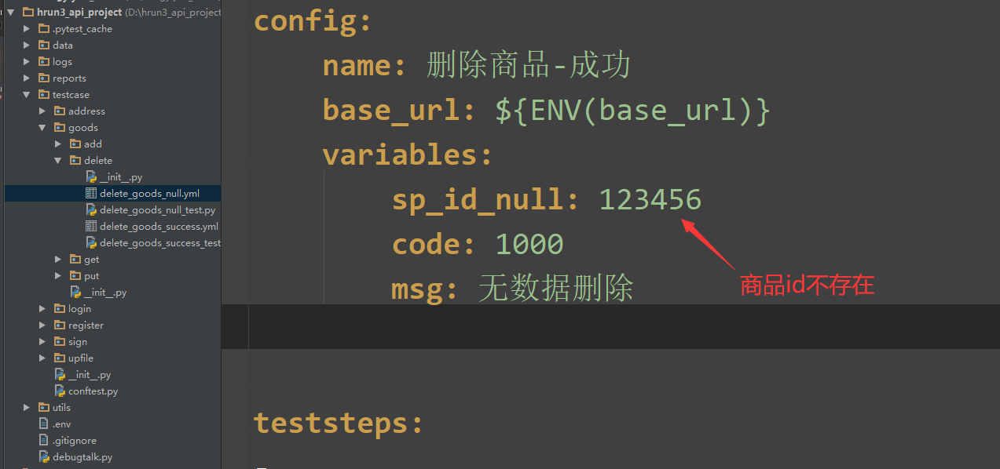 hrun3_api_project (D:\hrun3_api_project
.pytest_cache
data
logs
reports
testcase
address
goods
add
delete
__init__.py
delete_goods_null.yml
delete_goods_null_test.py
delete_goods_success.yml
delete_goods_success_test
get
put
__init__.py
login
register
sign
upfile
__init__.py
conftest.py
utils
.env
.gitignore
debugtalk.py
config:
name: 删除商品-成功
base_url: ${ENV(base_url)}
variables:
sp_id_null: 123456
code: 1000
商品id不存在
msg: 无数据删除
teststeps: